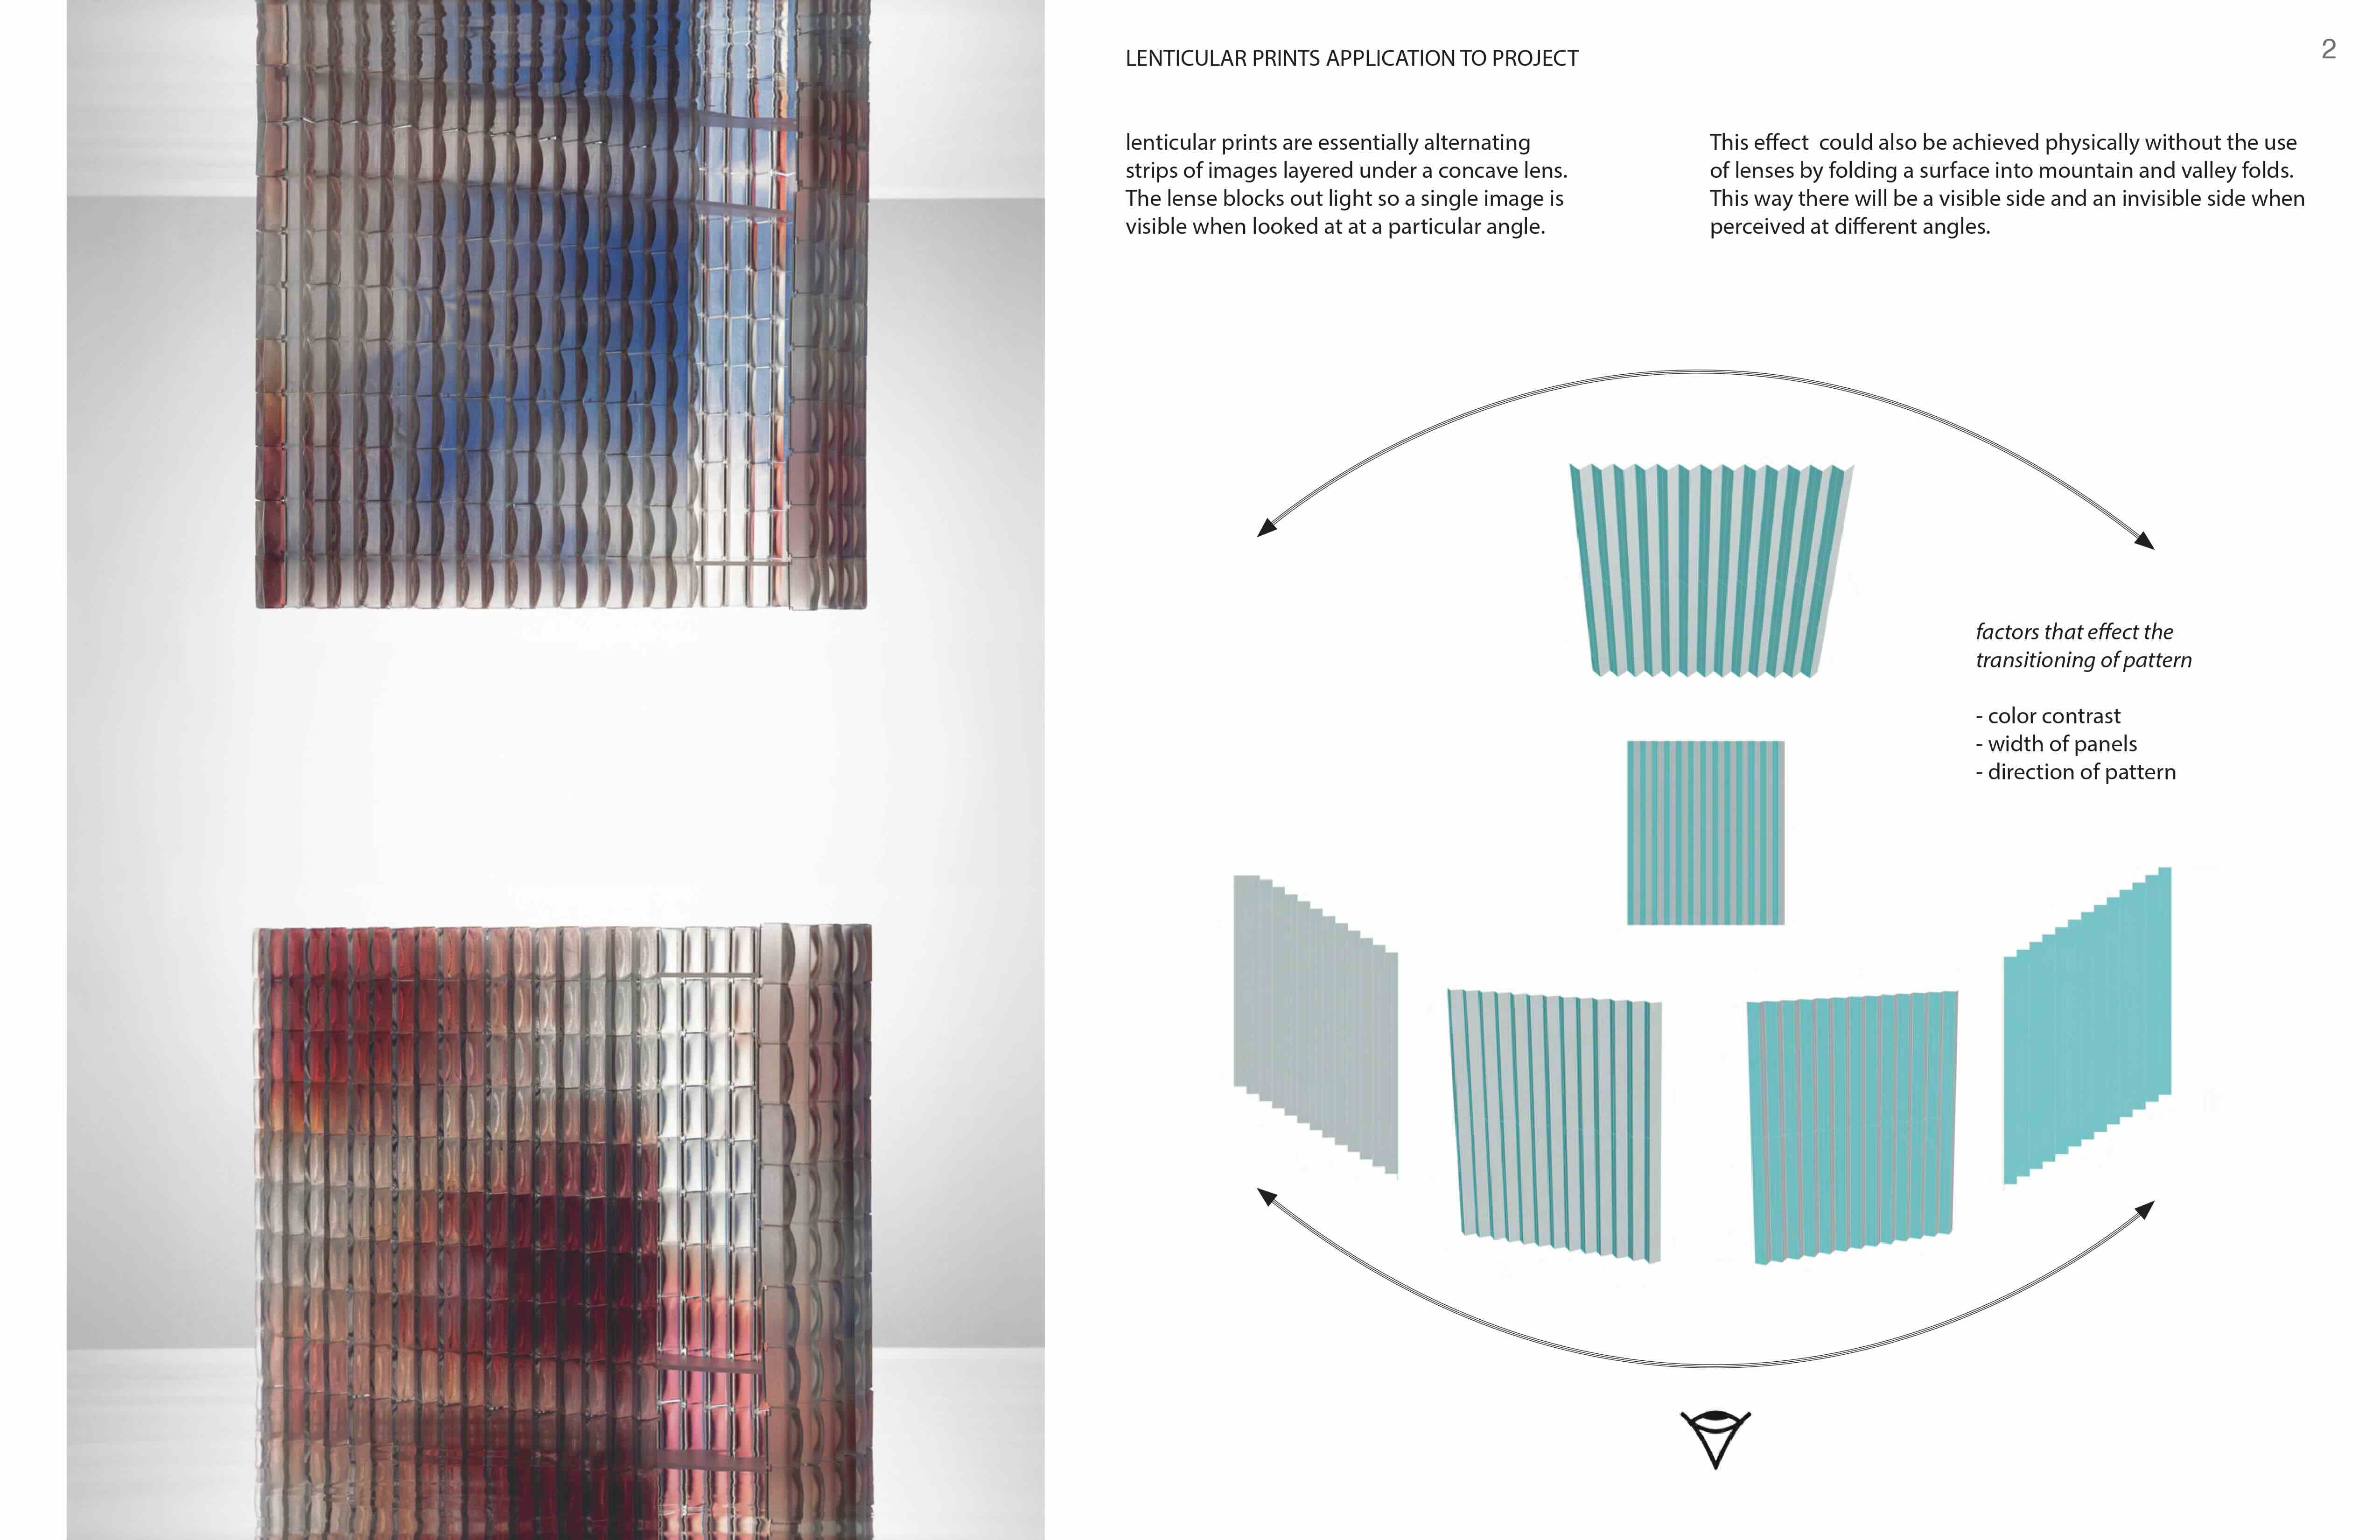 LENTICULAR PRINTS APPLICATION TO PROJECT
2
lenticular prints are essentially alternating
strips of images layered under a concave lens.
The lense blocks out light so a single image is
visible when looked at at a particular angle.
This effect  could also be achieved physically without the use
of lenses by folding a surface into mountain and valley folds.
This way there will be a visible side and an invisible side when
perceived at different angles.
factors that effect the
transitioning of pattern
- color contrast
- width of panels
- direction of pattern